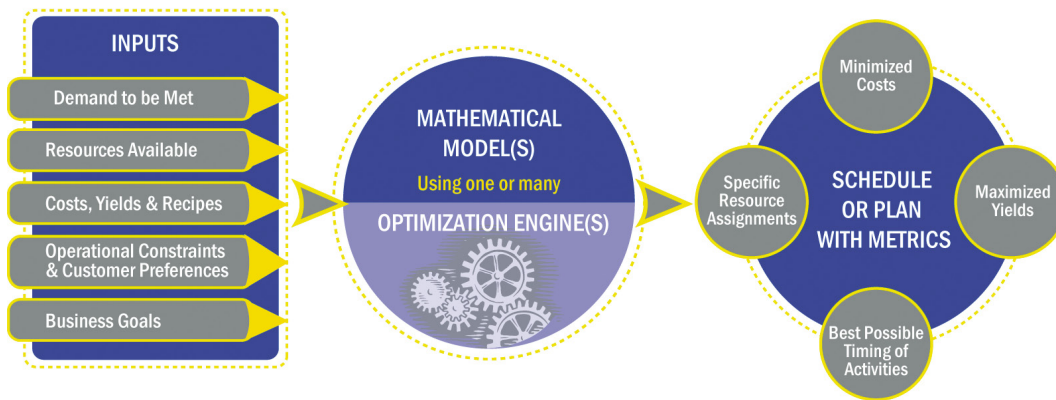 INPUTS
Demand to be Met
Resources Available
Costs, Yields & Recipes
Operational Constraints
& Customer Preferences
Business Goals
MATHEMATICAL
MODEL(S)
Using one or many
OPTIMIZATION ENGINE(S)
Minimized
Costs
Specific
Resource
Assignments
SCHEDULE
OR PLAN
WITH METRICS
Maximized
Yields
Best Possible
Timing of
Activities